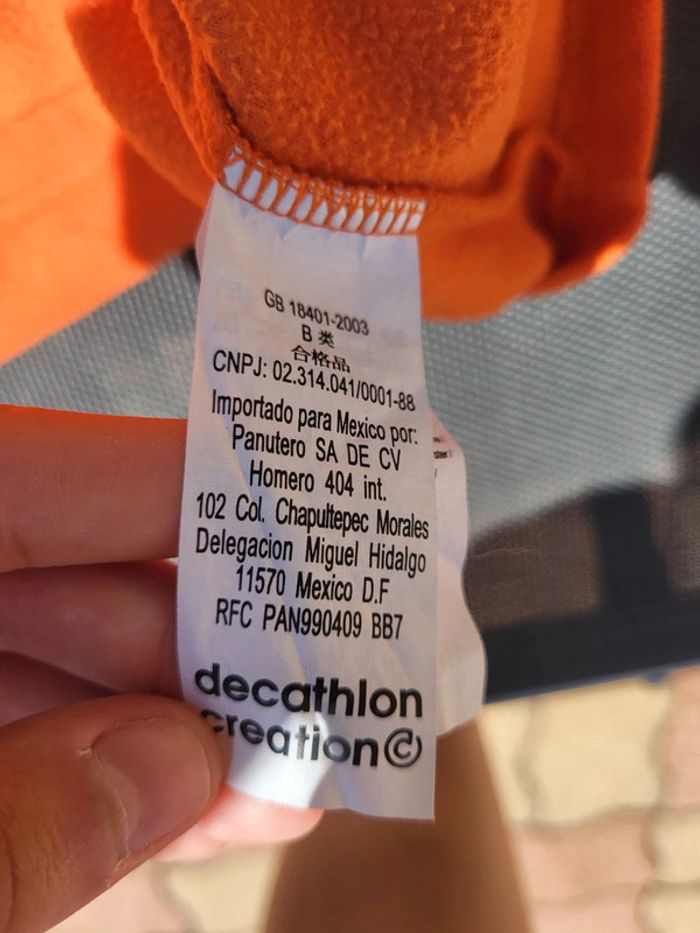 GB 18401-2003
B 类
合格品
CNPJ: 02.314.041/0001-88
Importado para Mexico por:
Panutero SA DE CV
Homero 404 int.
102 Col. Chapultepec Morales
Delegacion Miguel Hidalgo
11570 Mexico D.F
RFC PAN990409 BB7
decathlon
creation©